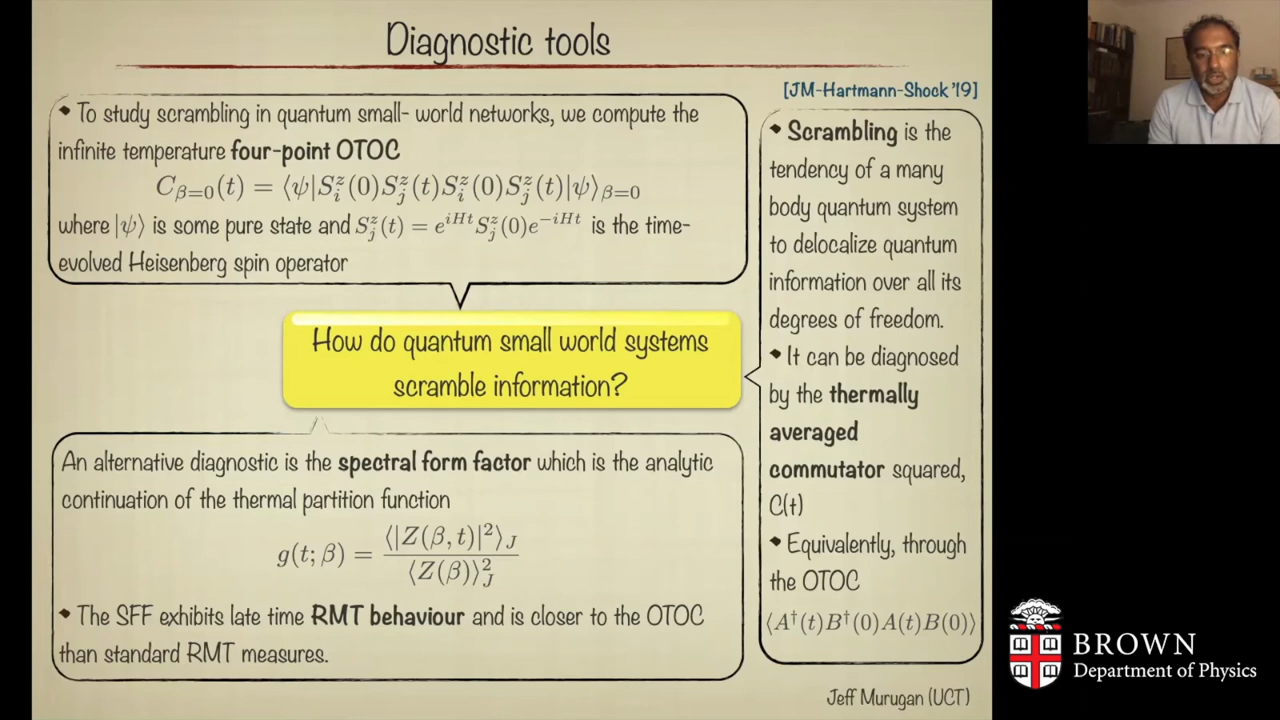 Diagnostic tools
[JM-Hartmann-Shock '19]
• To study scrambling in quantum small- world networks, we compute the
infinite temperature four-point OTOC
C_{β=0}(t) = ⟨ψ|S_i^z(0)S_j^z(t)S_i^z(0)S_j^z(t)|ψ⟩_{β=0}
where |ψ⟩ is some pure state and S_j^z(t) = e^{iHt}S_j^z(0)e^{-iHt} is the time-
evolved Heisenberg spin operator
How do quantum small world systems
scramble information?
An alternative diagnostic is the spectral form factor which is the analytic
continuation of the thermal partition function
g(t; β) = ⟨|Z(β, t)|²⟩_J / ⟨Z(β)⟩²_J
• The SFF exhibits late time RMT behaviour and is closer to the OTOC
than standard RMT measures.
• Scrambling is the
tendency of a many
body quantum system
to delocalize quantum
information over all its
degrees of freedom.
• It can be diagnosed
by the thermally
averaged
commutator squared,
C(t)
• Equivalently, through
the OTOC
⟨A†(t)B†(0)A(t)B(0)⟩
Jeff Murugan (UCT)
BROWN
Department of Physics